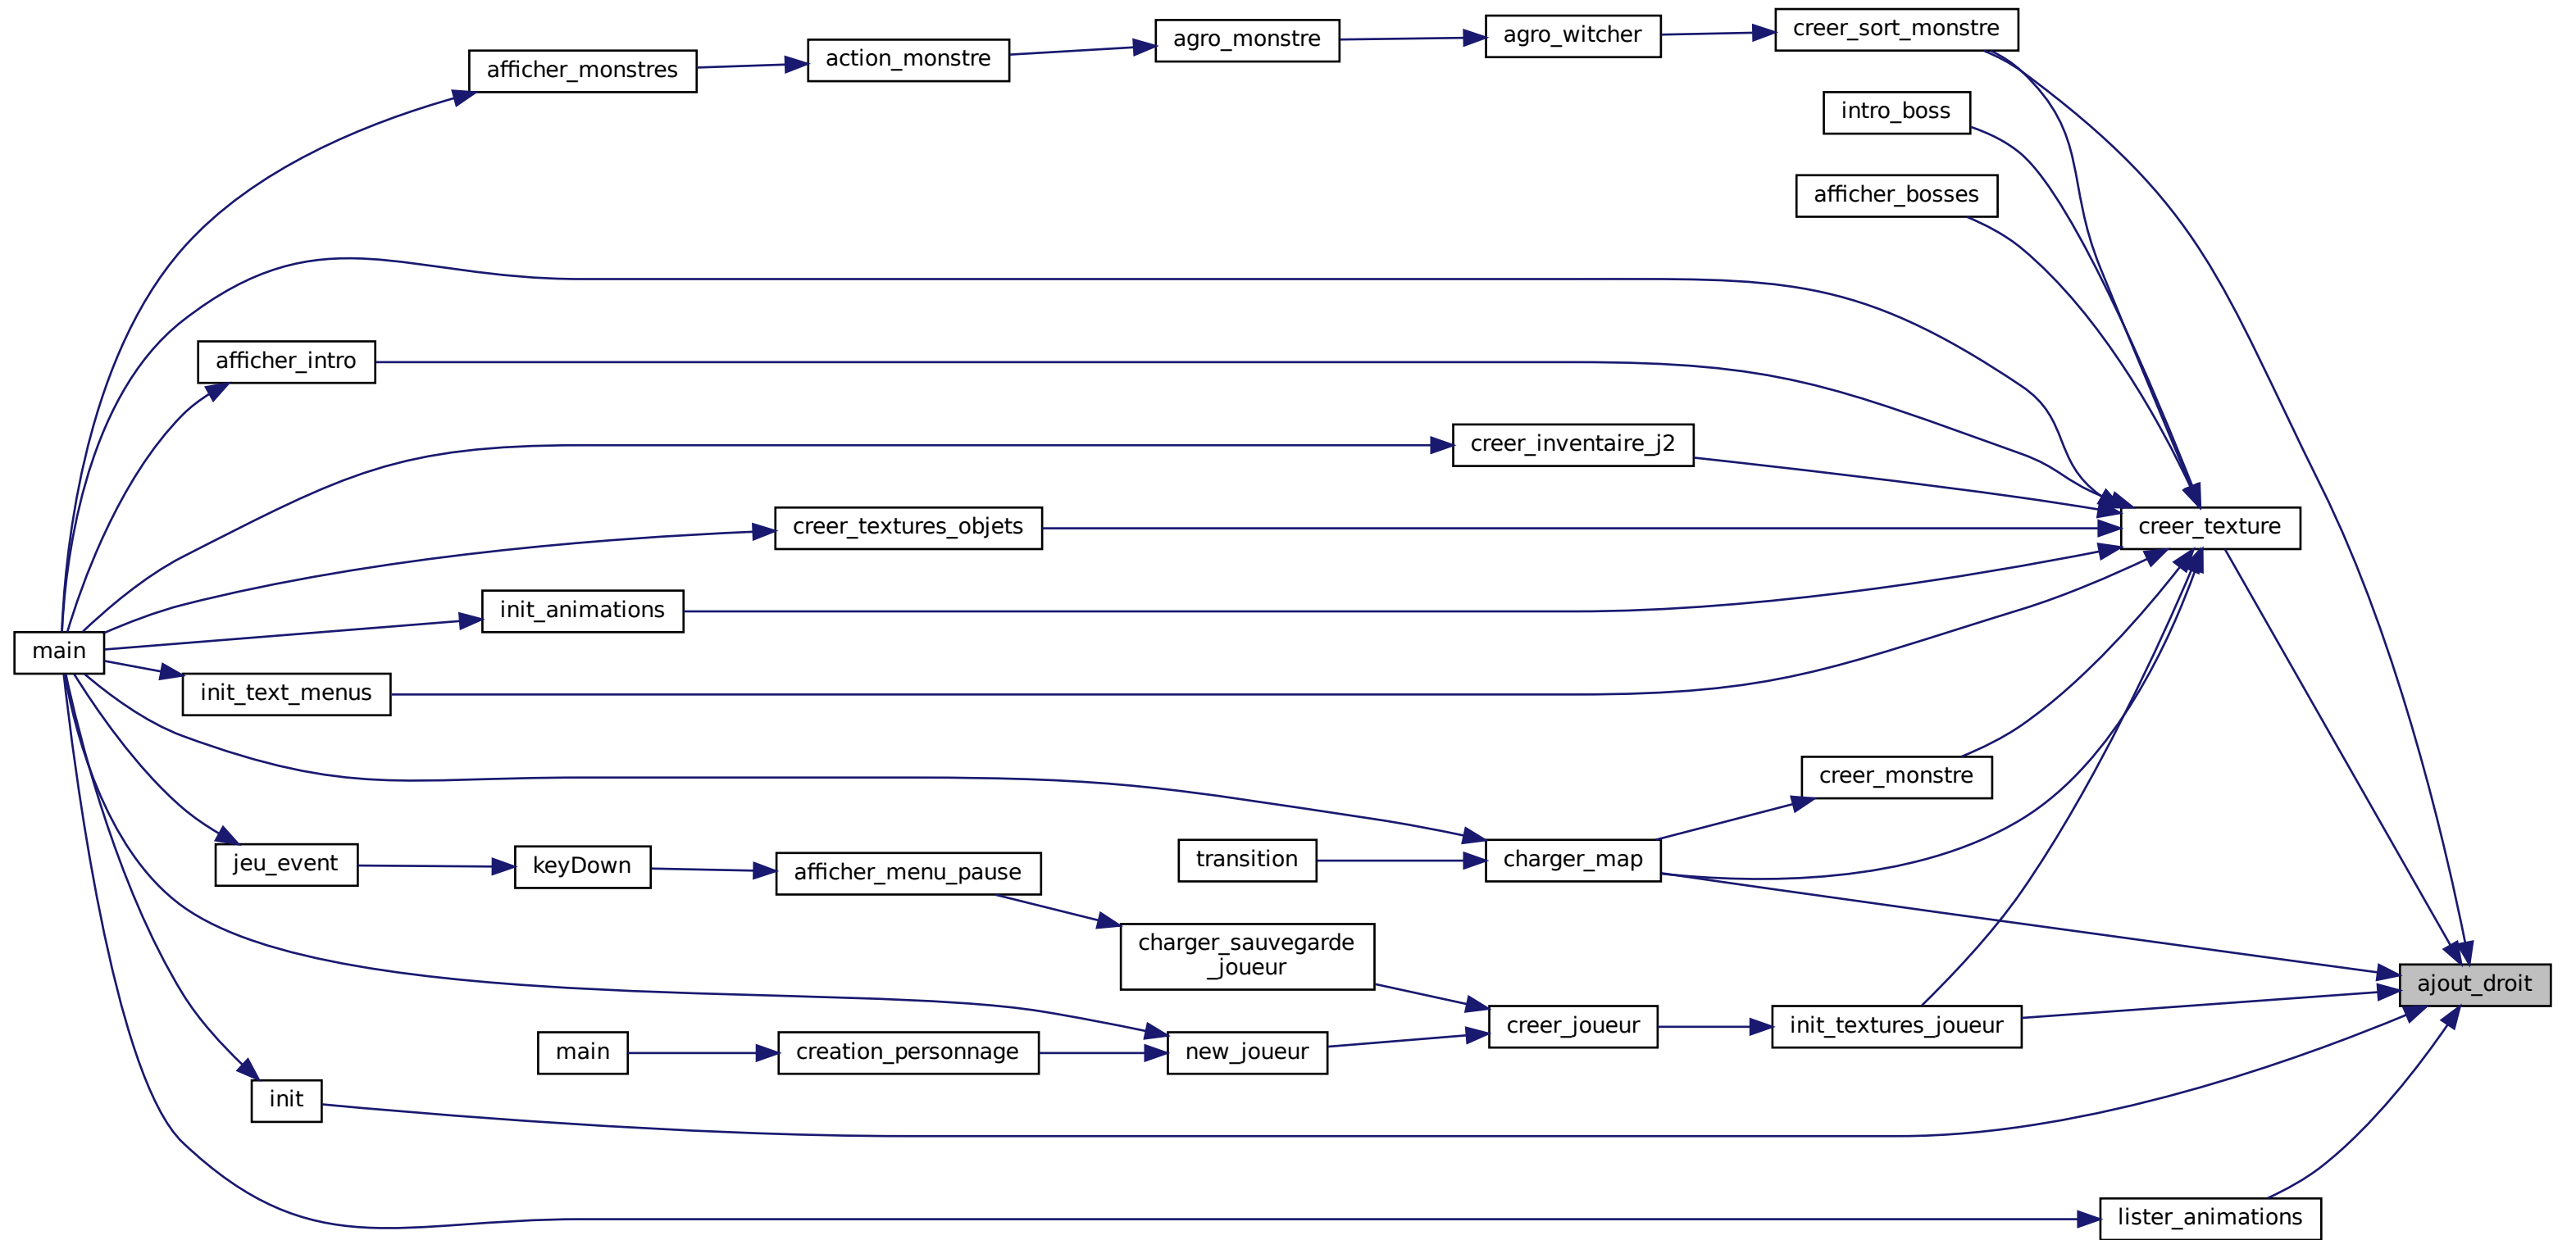 creer_sort_monstre
agro_witcher
agro_monstre
action_monstre
afficher_monstres
intro_boss
afficher_bosses
afficher_intro
creer_inventaire_j2
creer_textures_objets
creer_texture
init_animations
main
init_text_menus
creer_monstre
transition
charger_map
jeu_event
keyDown
afficher_menu_pause
charger_sauvegarde
_joueur
ajout_droit
creer_joueur
init_textures_joueur
main
creation_personnage
new_joueur
init
lister_animations